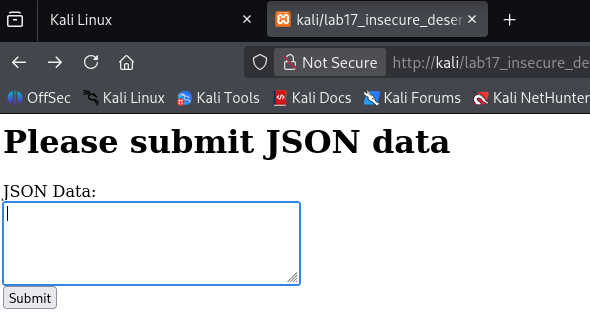 Kali Linux
kali/lab17_insecure_deser
Not Secure http://kali/lab17_insecure_de
OffSec Kali Linux Kali Tools Kali Docs Kali Forums Kali NetHunter
Please submit JSON data
JSON Data:
Submit